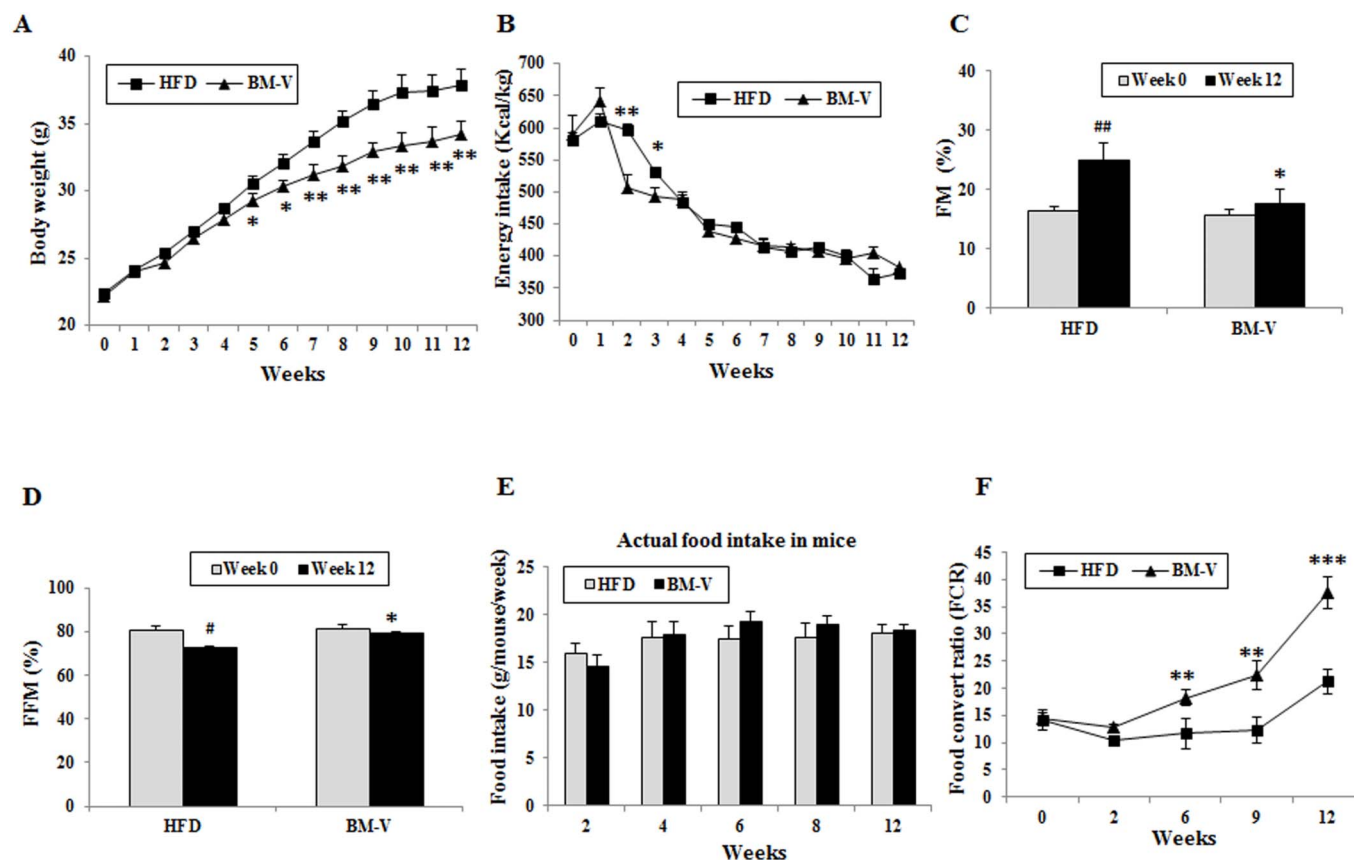 A
Body weight (g)
40
35
30
25
20
HFD BM-V
* * ** ** ** ** ** **
0 1 2 3 4 5 6 7 8 9 10 11 12
Weeks
B
Energy intake (Kcal/kg)
700
650
600
550
500
450
400
350
300
HFD BM-V
**
*
0 1 2 3 4 5 6 7 8 9 10 11 12
Weeks
C
FM (%)
40
30
20
10
0
Week 0 Week 12
##
*
HFD BM-V
D
FFM (%)
100
80
60
40
20
0
Week 0 Week 12
#
*
HFD BM-V
E
Actual food intake in mice
Food intake (g/mouse/week)
25
20
15
10
5
0
HFD BM-V
2 4 6 8 12
Weeks
F
Food convert ratio (FCR)
45
40
35
30
25
20
15
10
5
0
HFD BM-V
***
**
**
0 2 6 9 12
Weeks